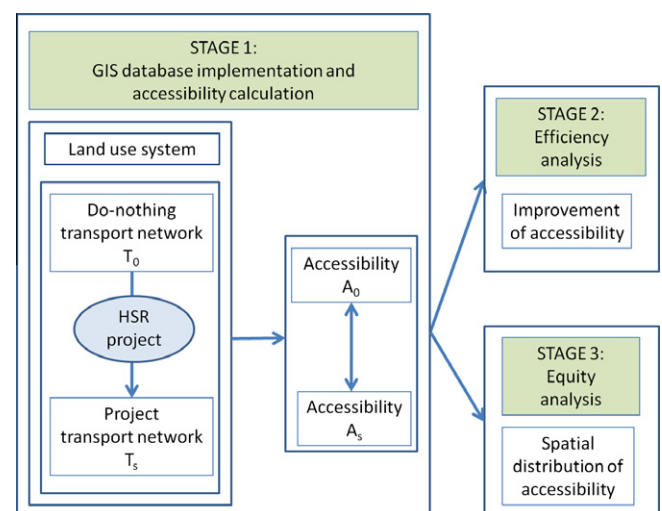 STAGE 1:
GIS database implementation and
accessibility calculation
Land use system
Do-nothing
transport network
T₀
HSR
project
Project
transport network
Tₛ
Accessibility
A₀
Accessibility
Aₛ
STAGE 2:
Efficiency
analysis
Improvement
of accessibility
STAGE 3:
Equity
analysis
Spatial
distribution of
accessibility